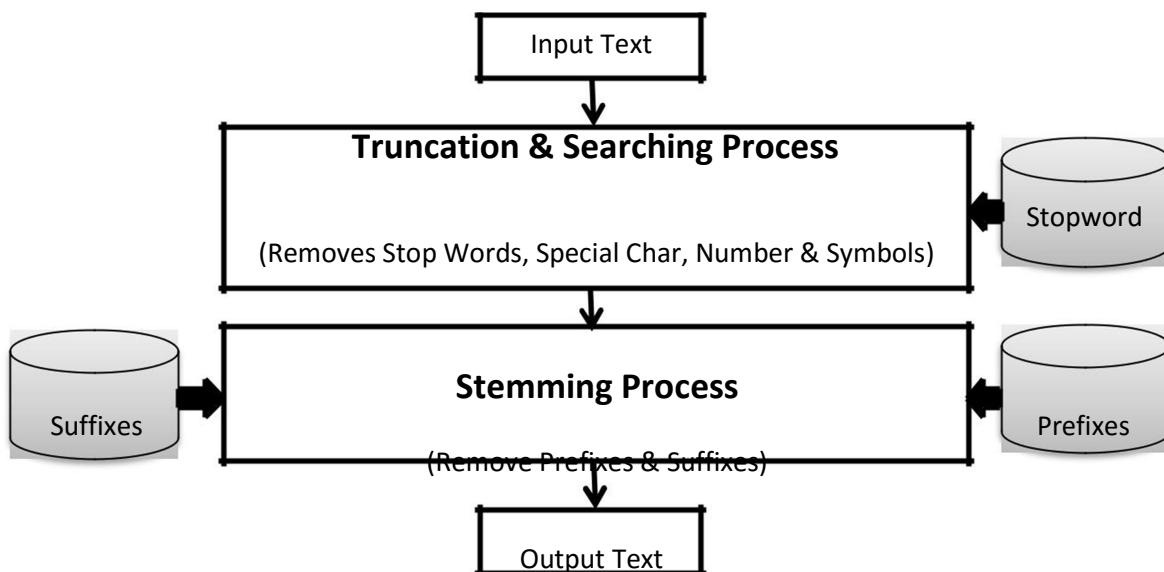 Input Text
Truncation & Searching Process
Stopword
(Removes Stop Words, Special Char, Number & Symbols)
Stemming Process
Suffixes
Prefixes
(Remove Prefixes & Suffixes)
Output Text